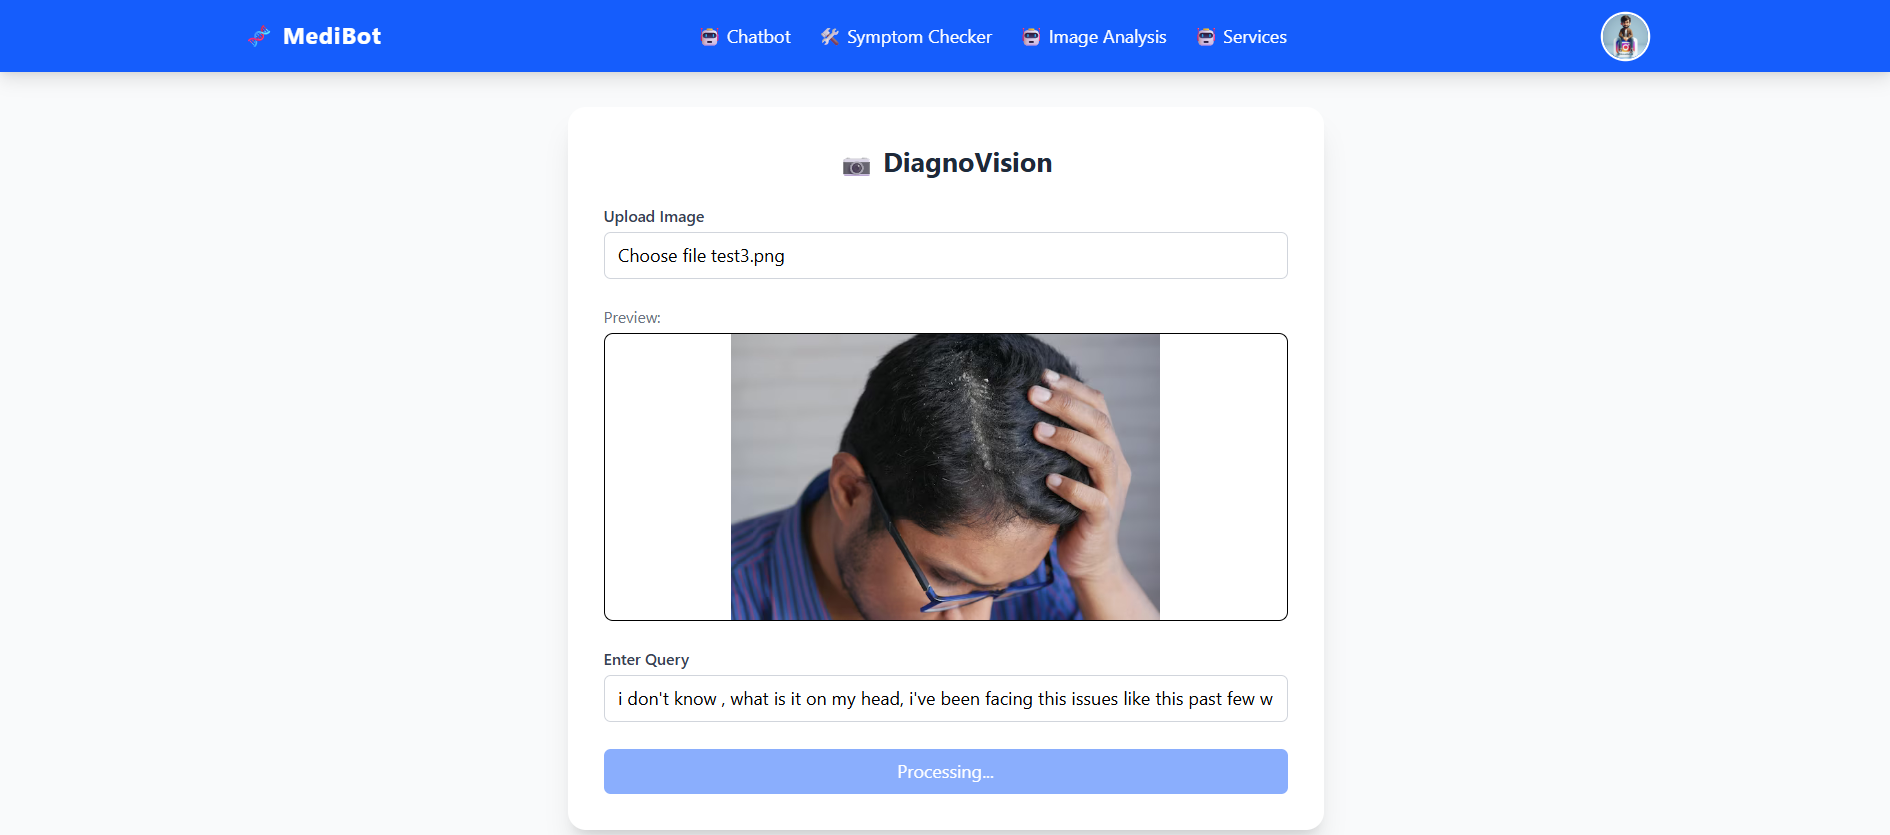 MediBot
Chatbot
Symptom Checker
Image Analysis
Services
DiagnoVision
Upload Image
Choose file test3.png
Preview:
Enter Query
i don't know , what is it on my head, i've been facing this issues like this past few w
Processing...